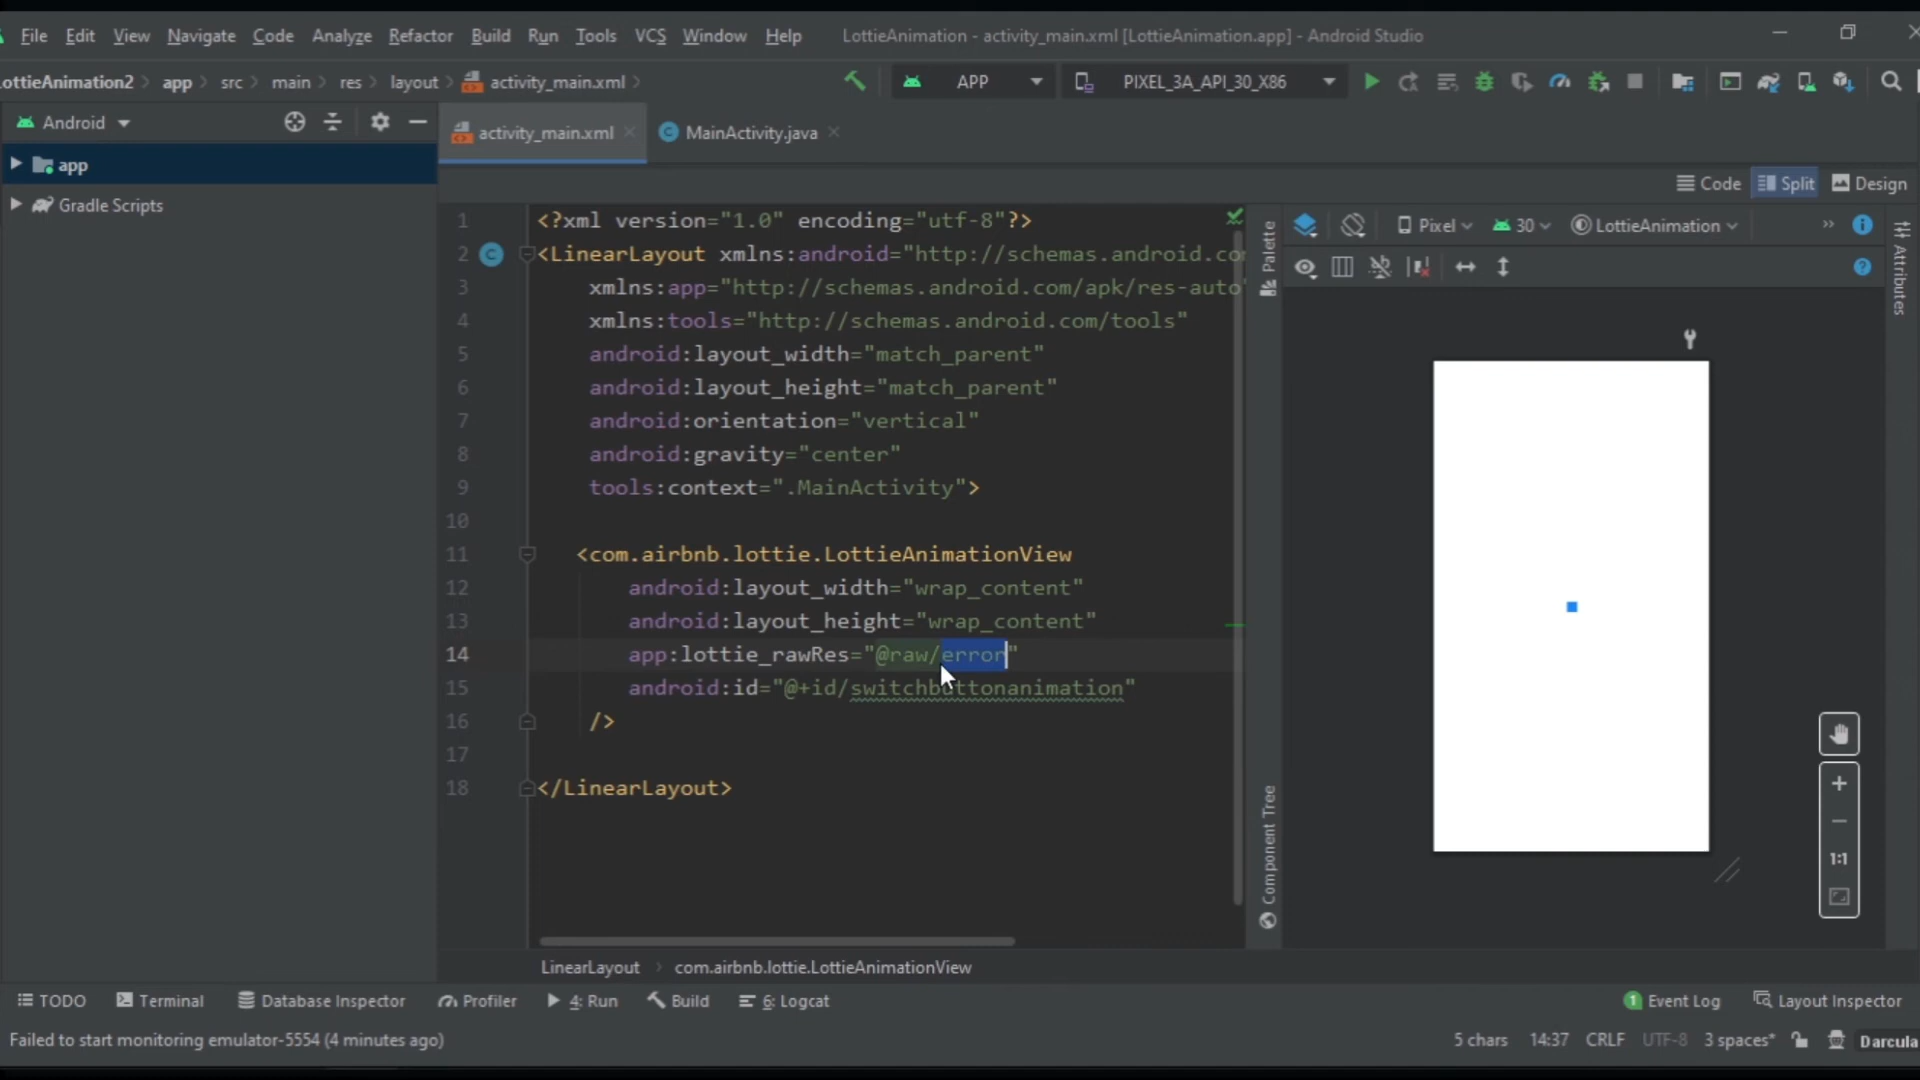 File Edit View Navigate Code Analyze Refactor Build Run Tools VCS Window Help LottieAnimation - activity_main.xml [LottieAnimation.app] - Android Studio
ottieAnimation2 app src main res layout activity_main.xml APP PIXEL_3A_API_30_X86
Android activity_main.xml MainActivity.java
app
Gradle Scripts
Code Split Design
Palette
Pixel 30 LottieAnimation
Attributes
1 <?xml version="1.0" encoding="utf-8"?>
2 <LinearLayout xmlns:android="http://schemas.android.co
3 xmlns:app="http://schemas.android.com/apk/res-auto"
4 xmlns:tools="http://schemas.android.com/tools"
5 android:layout_width="match_parent"
6 android:layout_height="match_parent"
7 android:orientation="vertical"
8 android:gravity="center"
9 tools:context=".MainActivity">
10
11 <com.airbnb.lottie.LottieAnimationView
12 android:layout_width="wrap_content"
13 android:layout_height="wrap_content"
14 app:lottie_rawRes="@raw/error"
15 android:id="@+id/switchbuttonanimation"
16 />
17
18 </LinearLayout>
Component Tree
1:1
LinearLayout com.airbnb.lottie.LottieAnimationView
TODO Terminal Database Inspector Profiler 4: Run Build 6: Logcat 1 Event Log Layout Inspector
Failed to start monitoring emulator-5554 (4 minutes ago) 5 chars 14:37 CRLF UTF-8 3 spaces* Darcula